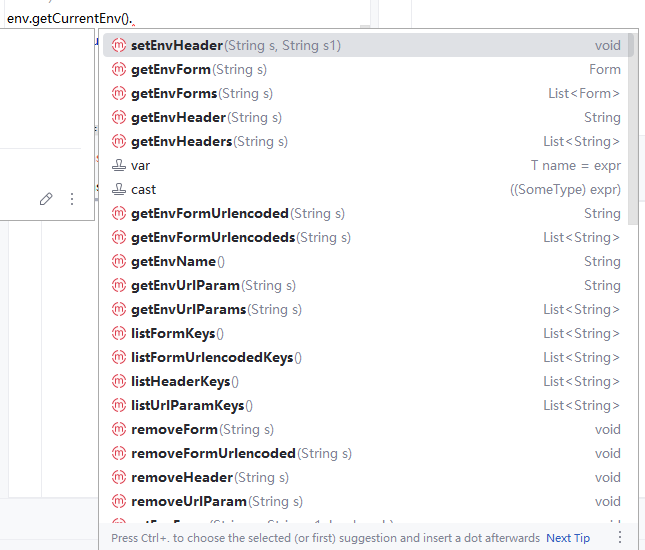 env.getCurrentEnv().
setEnvHeader(String s, String s1) void
getEnvForm(String s) Form
getEnvForms(String s) List<Form>
getEnvHeader(String s) String
getEnvHeaders(String s) List<String>
var T name = expr
cast ((SomeType) expr)
getEnvFormUrlencoded(String s) String
getEnvFormUrlencodeds(String s) List<String>
getEnvName() String
getEnvUrlParam(String s) String
getEnvUrlParams(String s) List<String>
listFormKeys() List<String>
listFormUrlencodedKeys() List<String>
listHeaderKeys() List<String>
listUrlParamKeys() List<String>
removeForm(String s) void
removeFormUrlencoded(String s) void
removeHeader(String s) void
removeUrlParam(String s) void
Press Ctrl+. to choose the selected (or first) suggestion and insert a dot afterwards Next Tip